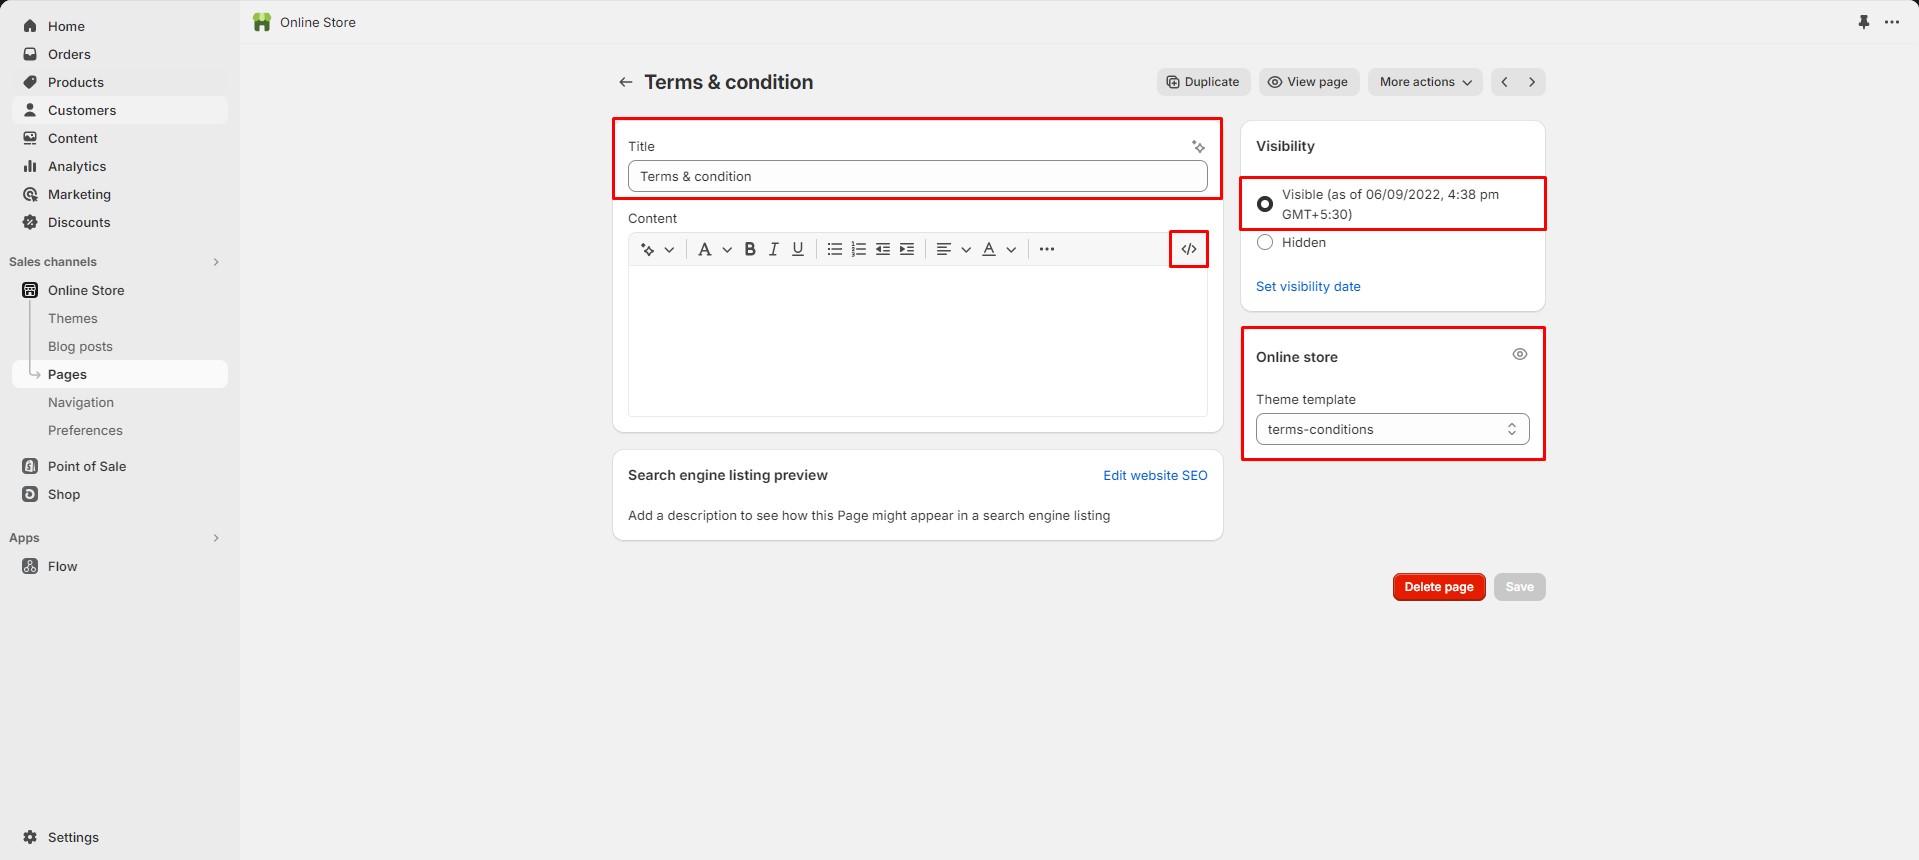 Home
Orders
Products
Customers
Content
Analytics
Marketing
Discounts
Sales channels
Online Store
Themes
Blog posts
Pages
Navigation
Preferences
Point of Sale
Shop
Apps
Flow
Settings
Online Store
Terms & condition
Duplicate
View page
More actions
Title
Terms & condition
Content
A
B
I
U
A
</>
Search engine listing preview
Edit website SEO
Add a description to see how this Page might appear in a search engine listing
Visibility
Visible (as of 06/09/2022, 4:38 pm
GMT+5:30)
Hidden
Set visibility date
Online store
Theme template
terms-conditions
Delete page
Save